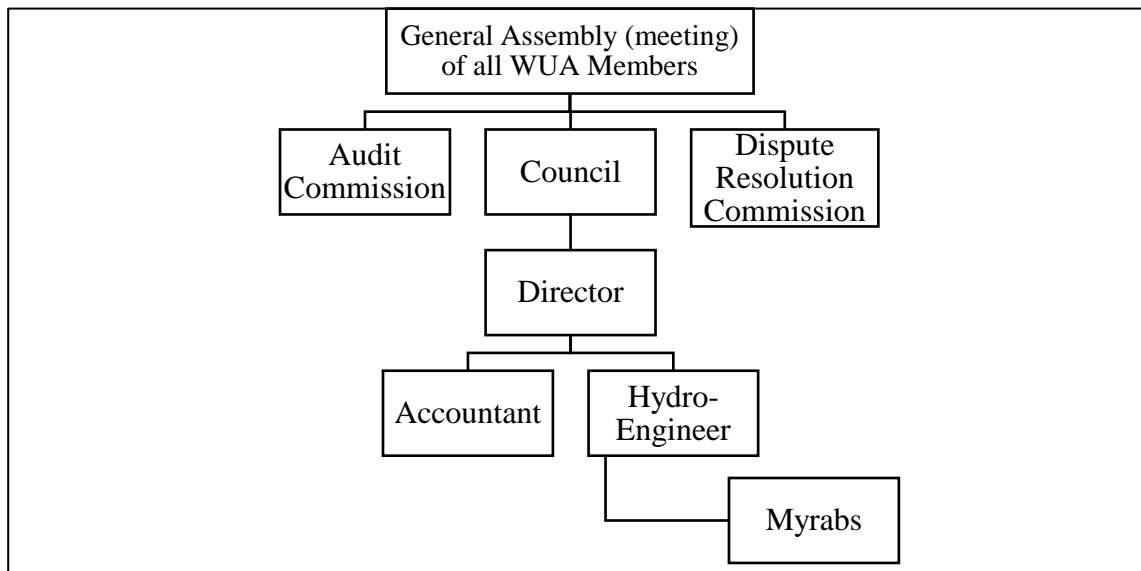 General Assembly (meeting)
of all WUA Members
Audit
Commission
Council
Dispute
Resolution
Commission
Director
Accountant
Hydro-
Engineer
Myrabs